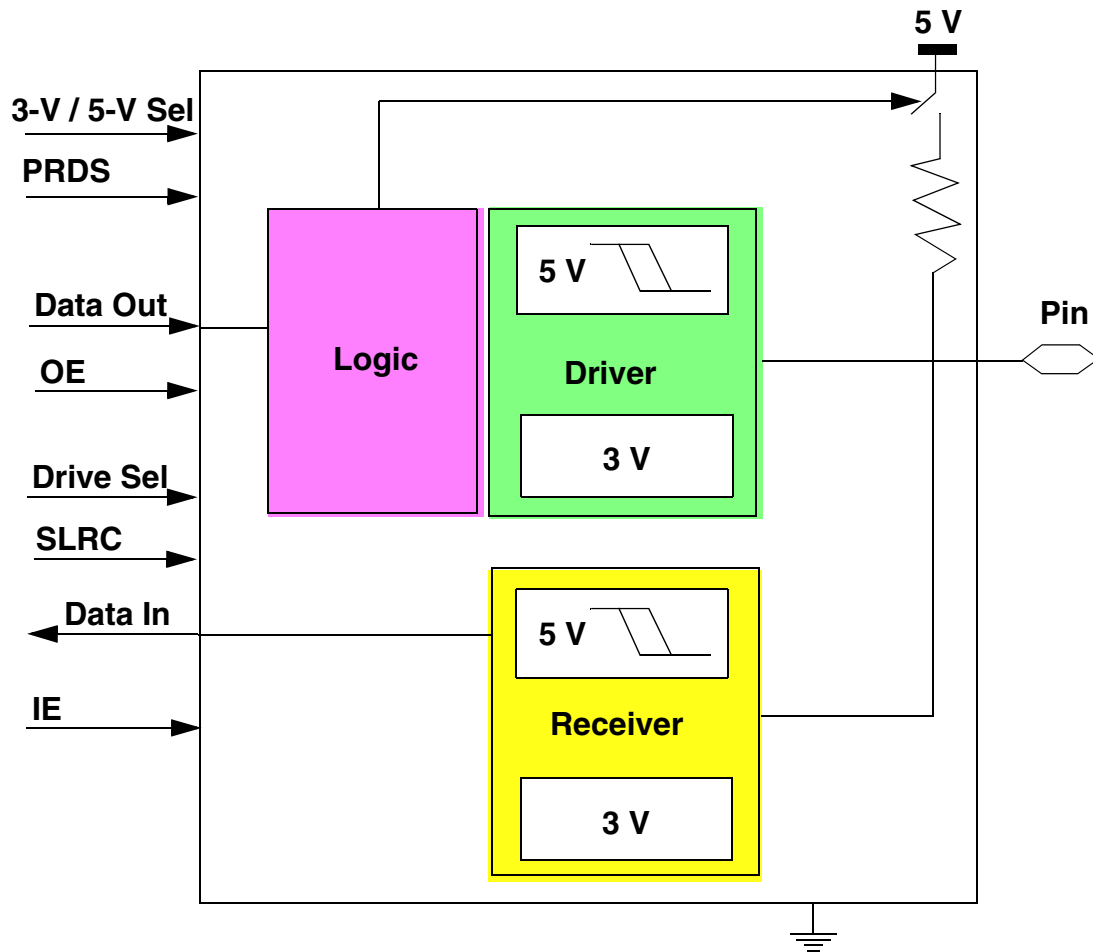 5 V
3-V / 5-V Sel
PRDS
Data Out
OE
Drive Sel
SLRC
Data In
IE
Logic
5 V
Driver
3 V
Pin
5 V
Receiver
3 V